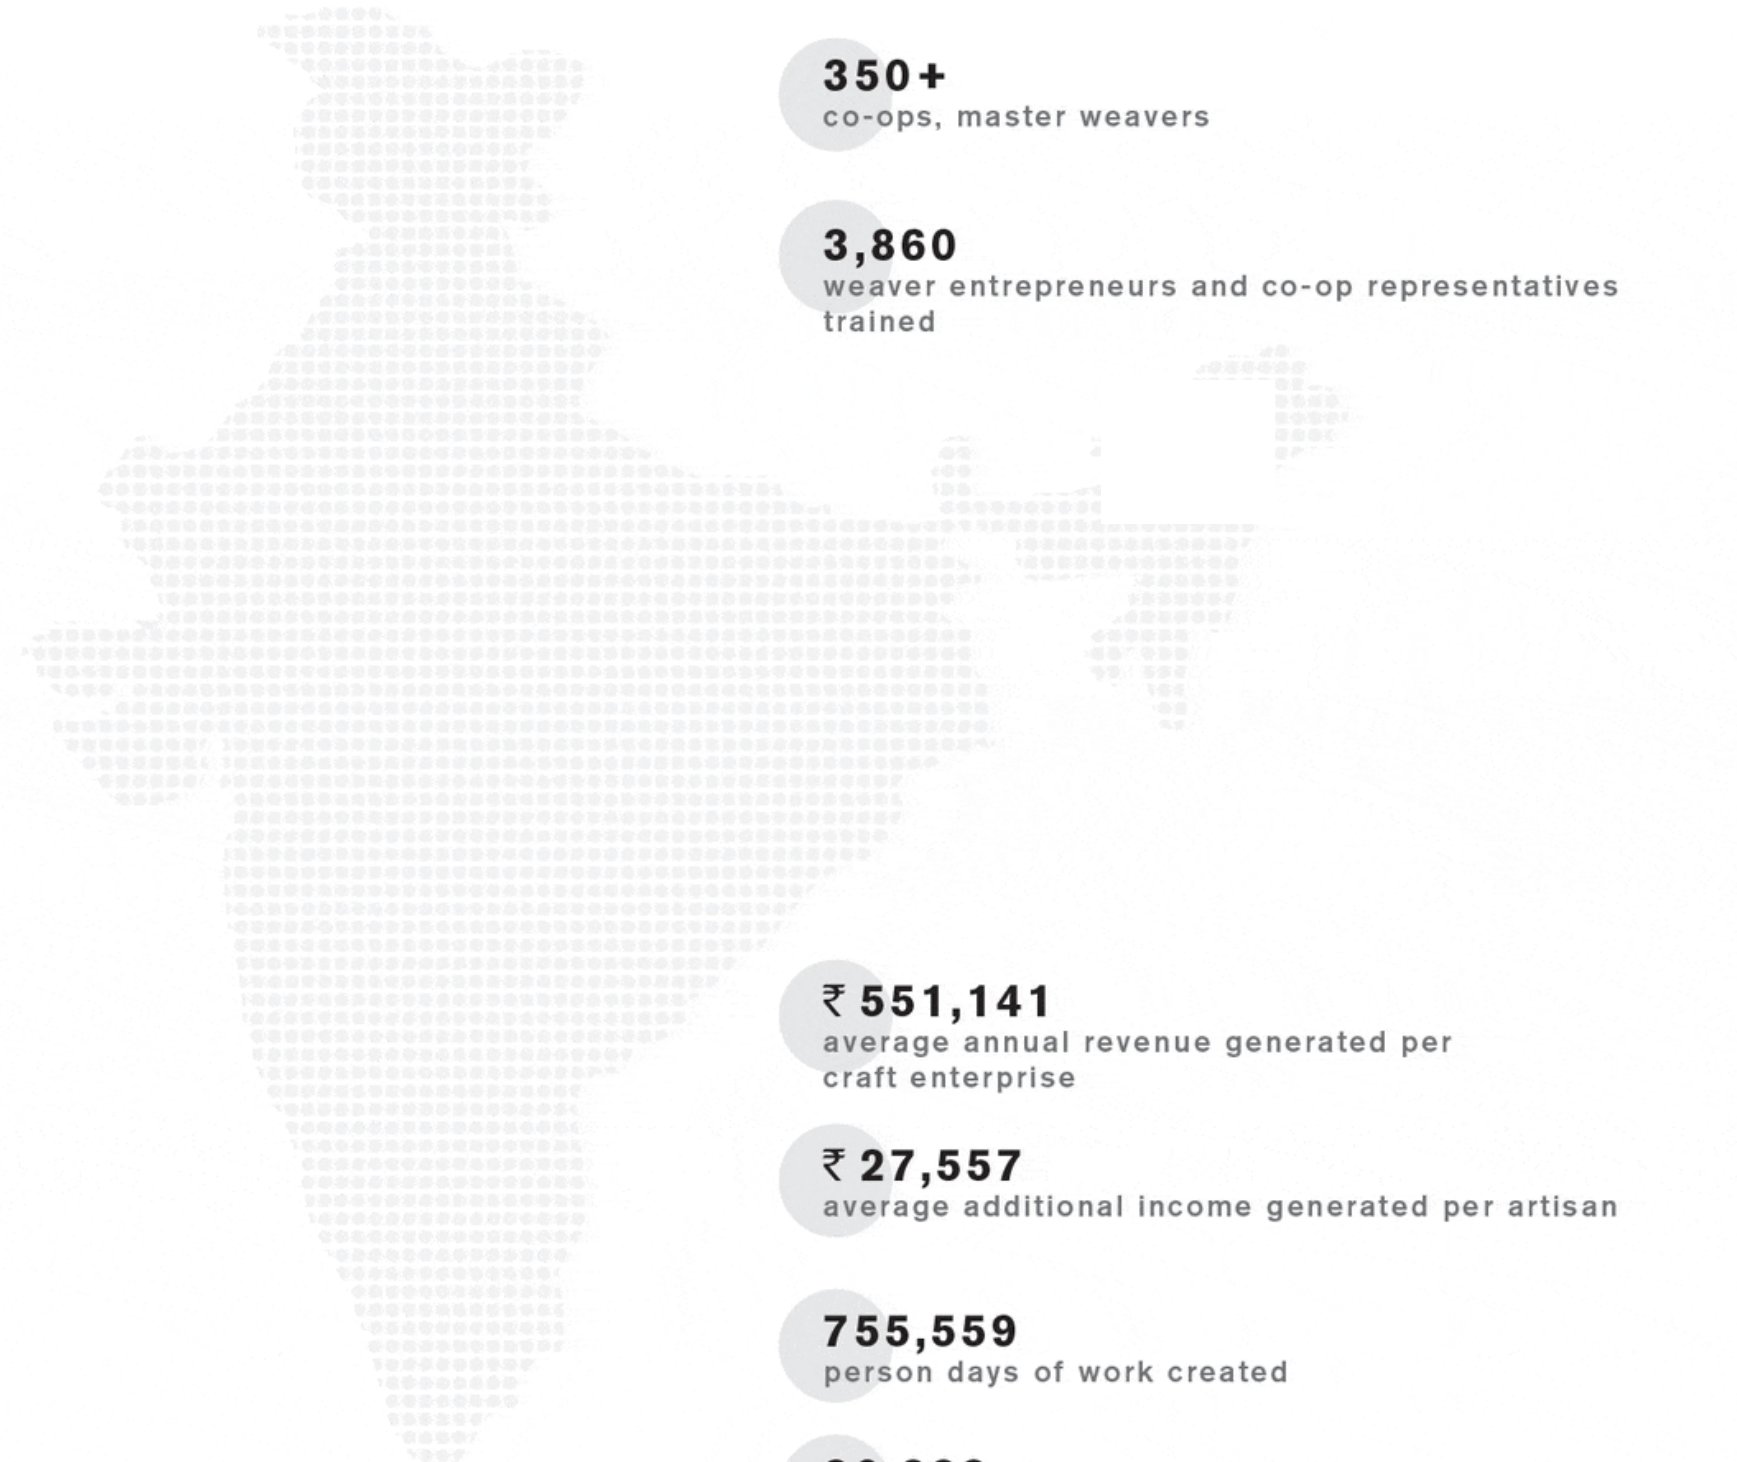 350+
co-ops, master weavers
3,860
weaver entrepreneurs and co-op representatives
trained
₹ 551,141
average annual revenue generated per
craft enterprise
₹ 27,557
average additional income generated per artisan
755,559
person days of work created